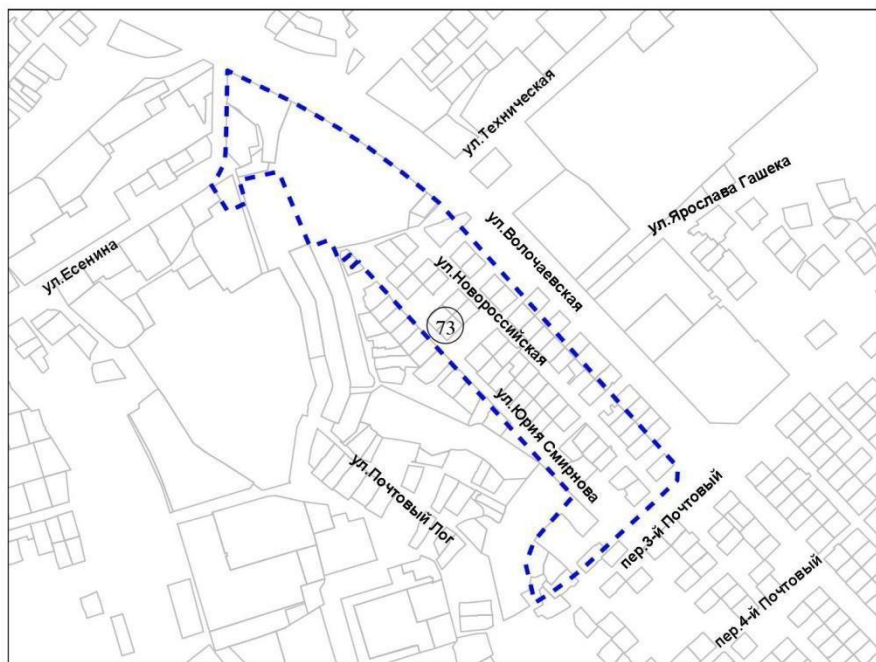 ул.Техническая
ул.Ярослава Гашека
ул.Волочаевская
ул.Есенина
ул.Новороссийская
73
ул.Юрия Смирнова
ул.Почтовый Лог
пер.3-й Почтовый
пер.4-й Почтовый